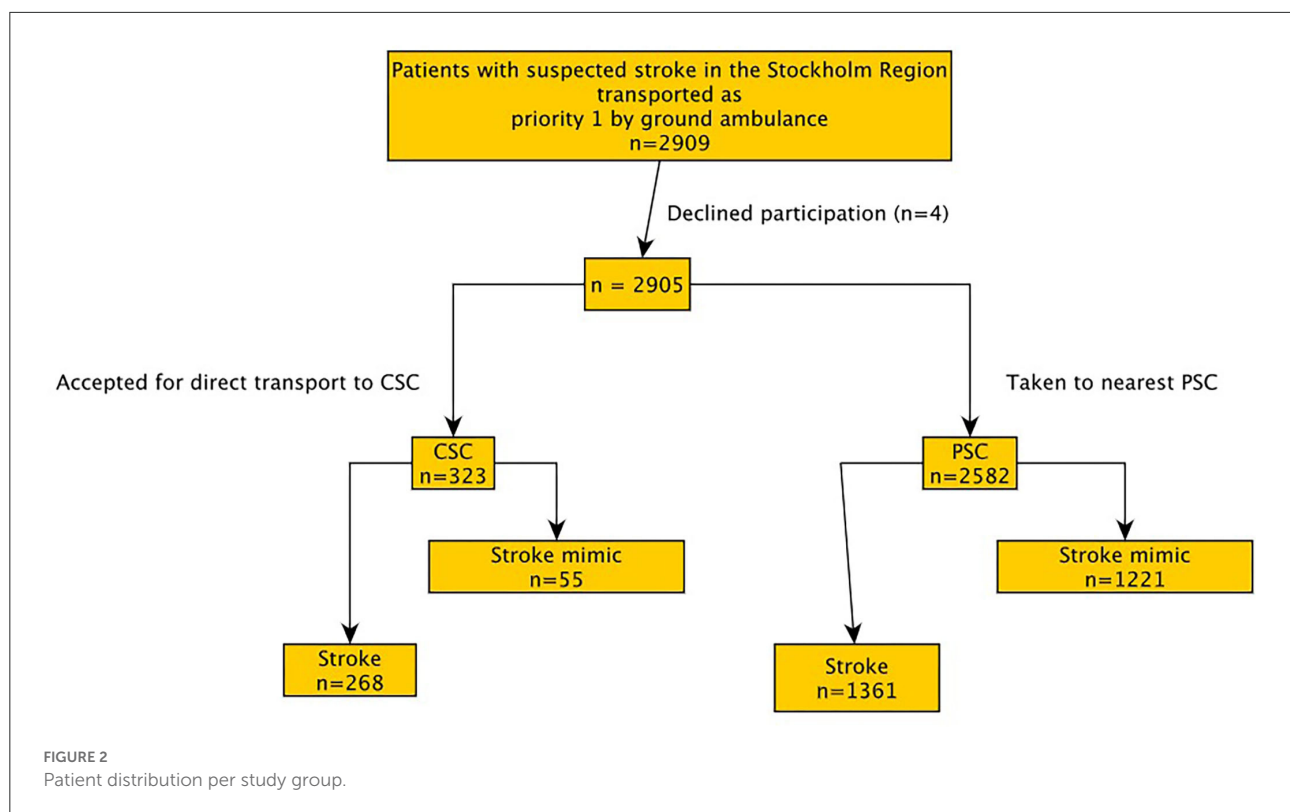 Patients with suspected stroke in the Stockholm Region
transported as
priority 1 by ground ambulance
n=2909
Declined participation (n=4)
n = 2905
Accepted for direct transport to CSC
Taken to nearest PSC
CSC
n=323
PSC
n=2582
Stroke mimic
n=55
Stroke mimic
n=1221
Stroke
n=268
Stroke
n=1361
FIGURE 2
Patient distribution per study group.